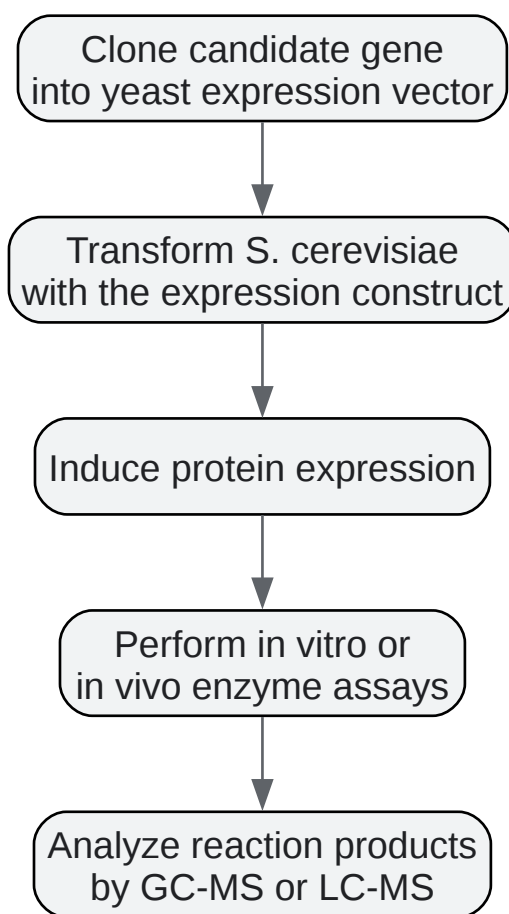 Clone candidate gene
into yeast expression vector
Transform S. cerevisiae
with the expression construct
Induce protein expression
Perform in vitro or
in vivo enzyme assays
Analyze reaction products
by GC-MS or LC-MS